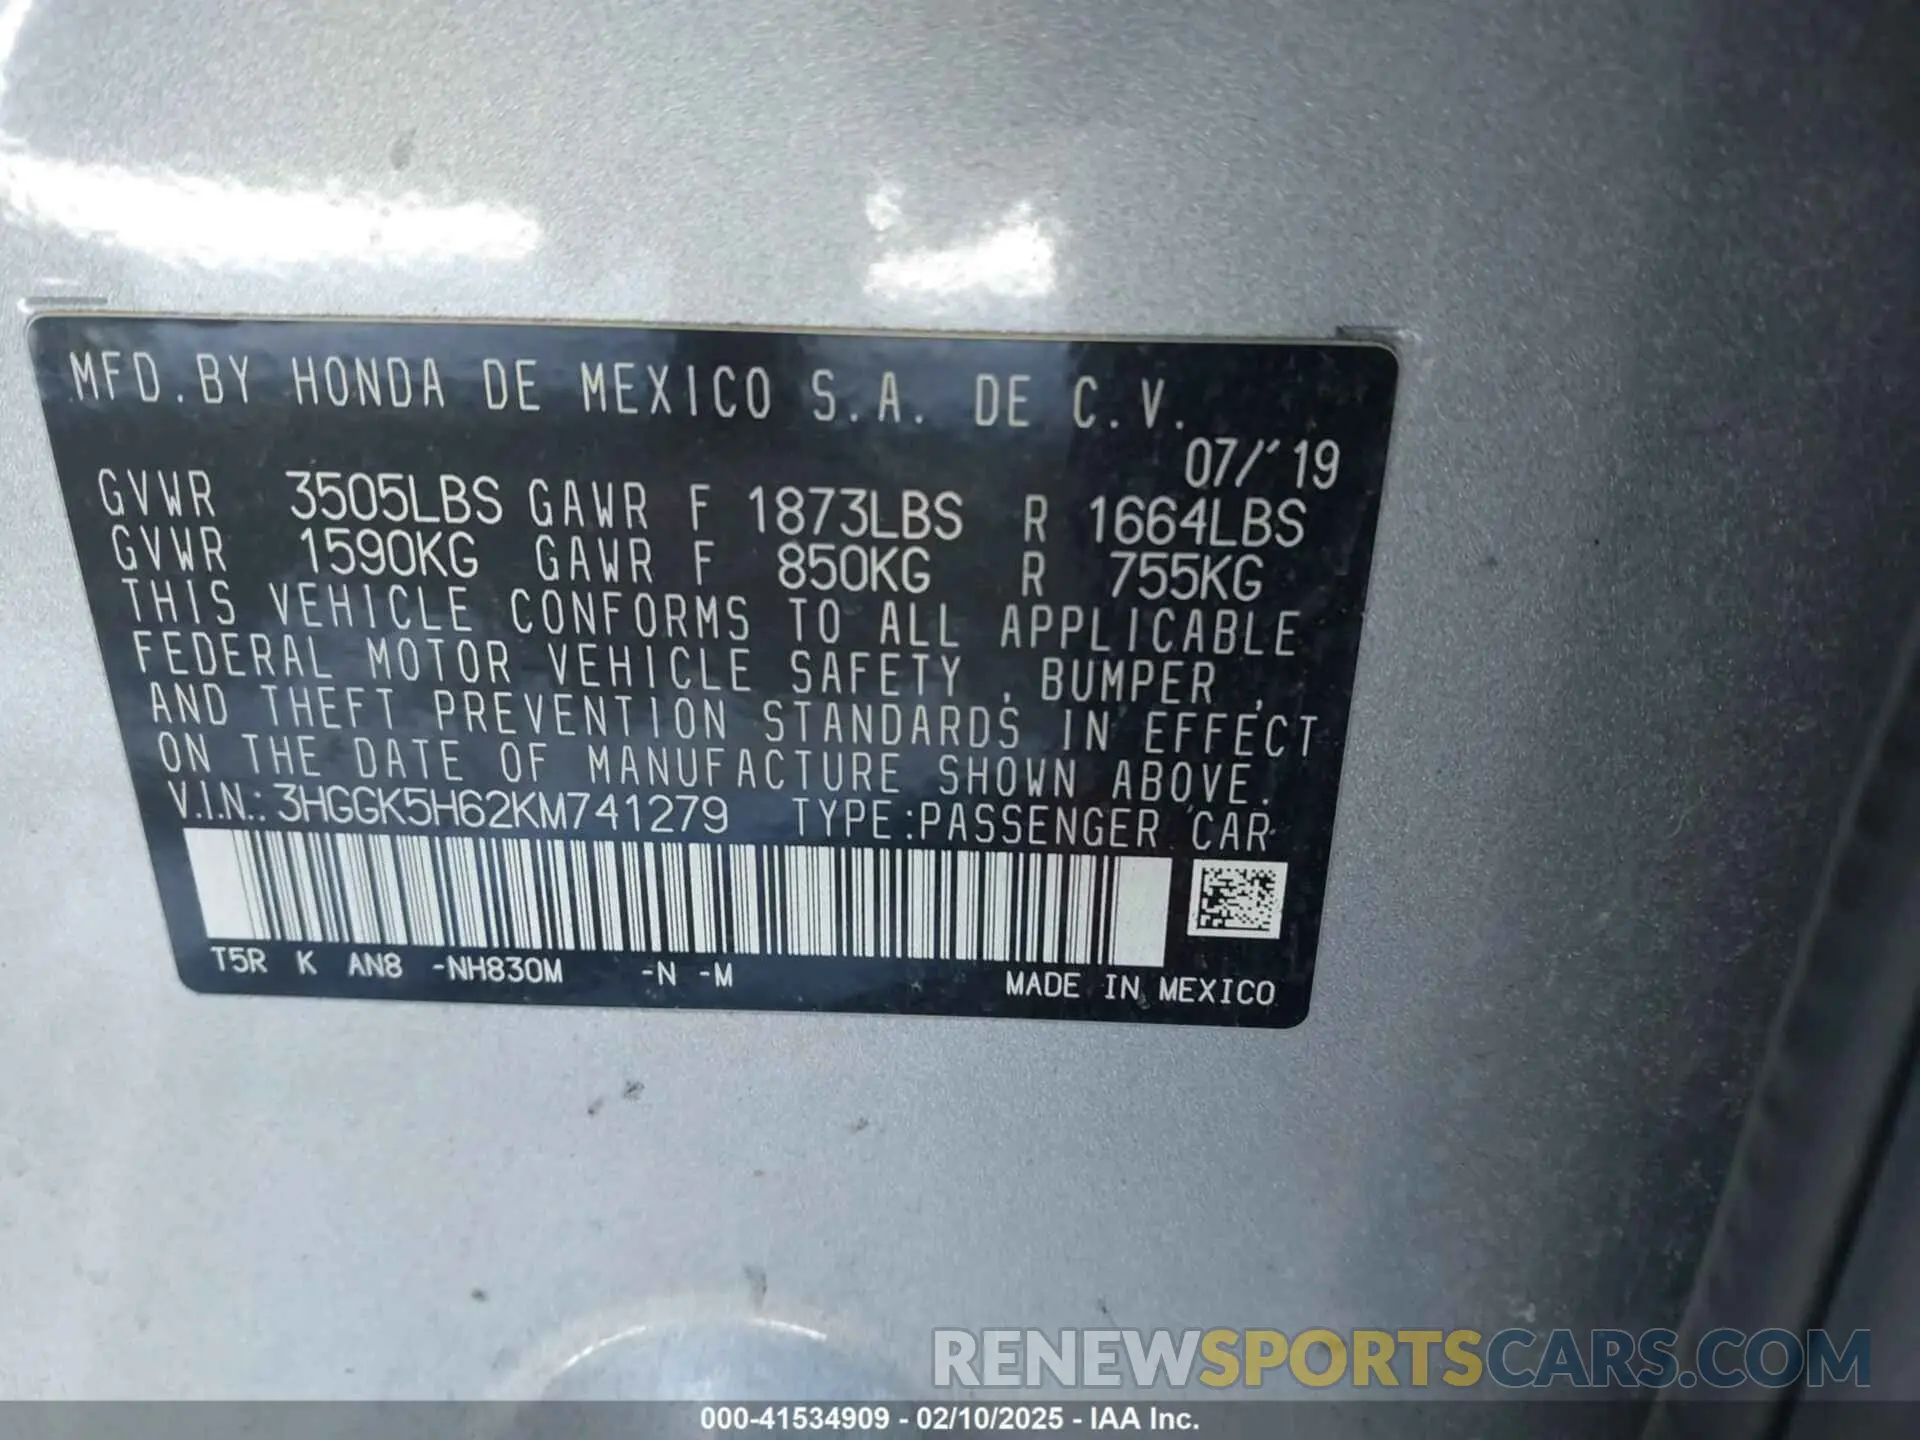 MFD. BY HONDA DE MEXICO S.A. DE C.V.
07/'19
GVWR 3505LBS GAWR F 1873LBS R 1664LBS
GVWR 1590KG GAWR F 850KG R 755KG
THIS VEHICLE CONFORMS TO ALL APPLICABLE
FEDERAL MOTOR VEHICLE SAFETY , BUMPER ,
AND THEFT PREVENTION STANDARDS IN EFFECT
ON THE DATE OF MANUFACTURE SHOWN ABOVE.
V.I.N.: 3HGGK5H62KM741279 TYPE:PASSENGER CAR
T5R K AN8 -NH830M -N -M MADE IN MEXICO
RENEWSPORTSCARS.COM
000-41534909 - 02/10/2025 - IAA Inc.